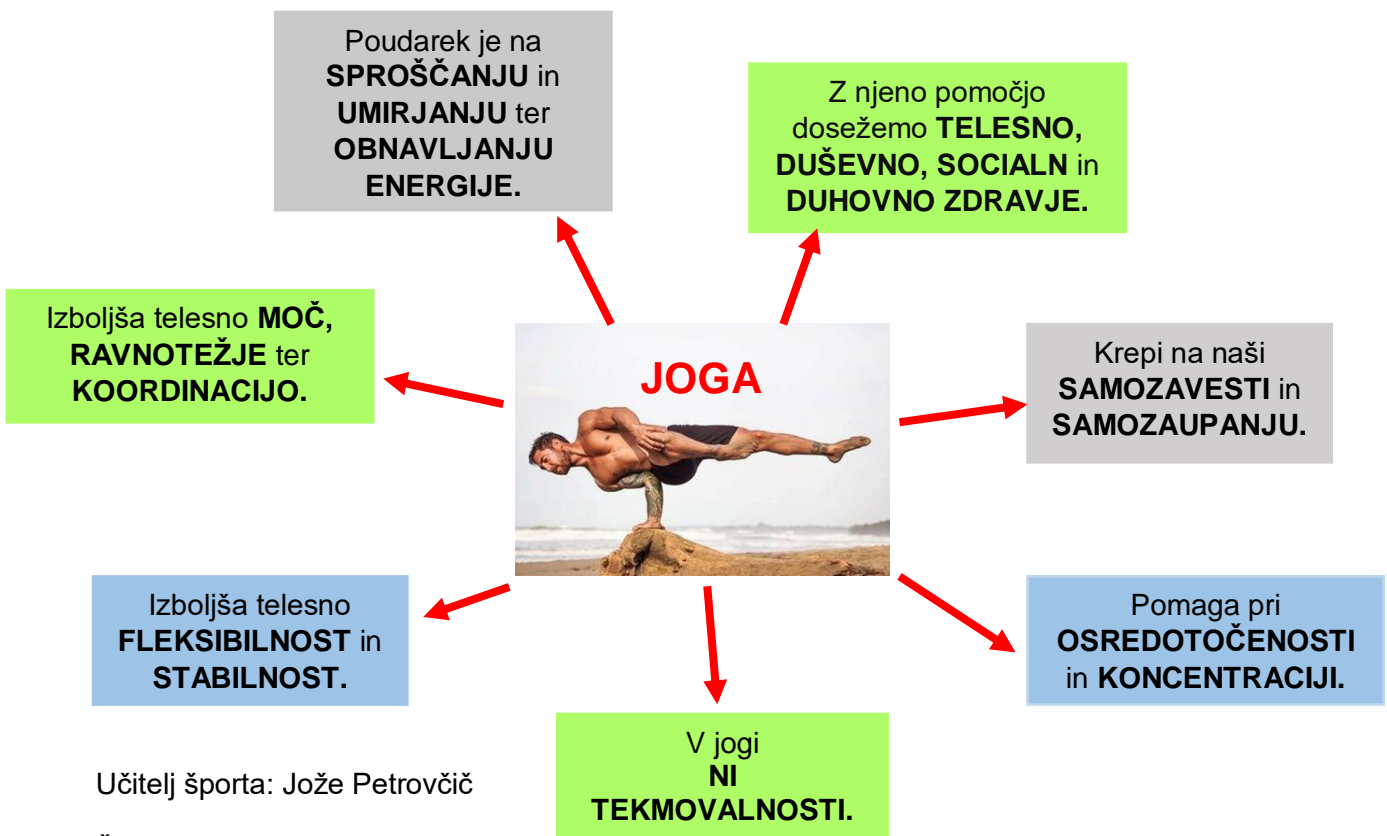 Poudarek je na
SPROŠČANJU in
UMIRJANJU ter
OBNAVLJANJU
ENERGIJE.
Z njeno pomočjo
dosežemo TELESNO,
DUŠEVNO, SOCIALN in
DUHOVNO ZDRAVJE.
Izboljša telesno MOČ,
RAVNOTEŽJE ter
KOORDINACIJO.
JOGA
Krepi na naši
SAMOZAVESTI in
SAMOZAUPANJU.
Izboljša telesno
FLEKSIBILNOST in
STABILNOST.
Pomaga pri
OSREDOTOČENOSTI
in KONCENTRACIJI.
V jogi
NI
TEKMOVALNOSTI.
Učitelj športa: Jože Petrovčič